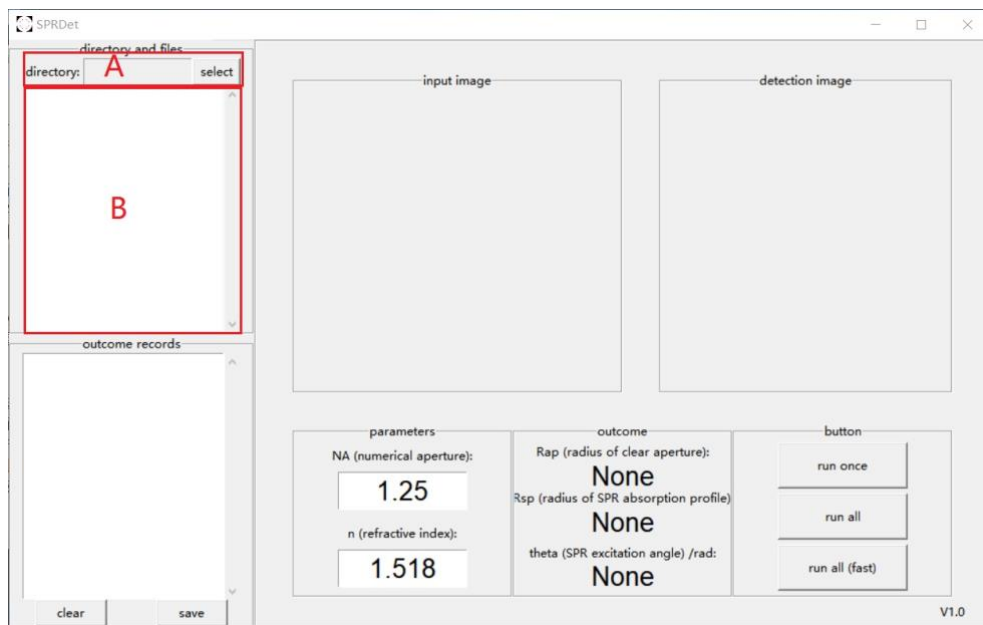 SPRDet
directory and files
directory:
A
select
B
outcome records
clear
save
input image
detection image
parameters
NA (numerical aperture):
1.25
n (refractive index):
1.518
outcome
Rap (radius of clear aperture):
None
Rsp (radius of SPR absorption profile)
None
theta (SPR excitation angle) /rad:
None
button
run once
run all
run all (fast)
V1.0